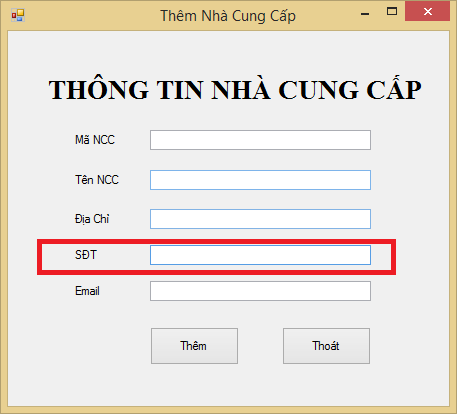 Thêm Nhà Cung Cấp
THÔNG TIN NHÀ CUNG CẤP
Mã NCC
Tên NCC
Địa Chỉ
SĐT
Email
Thêm Thoát